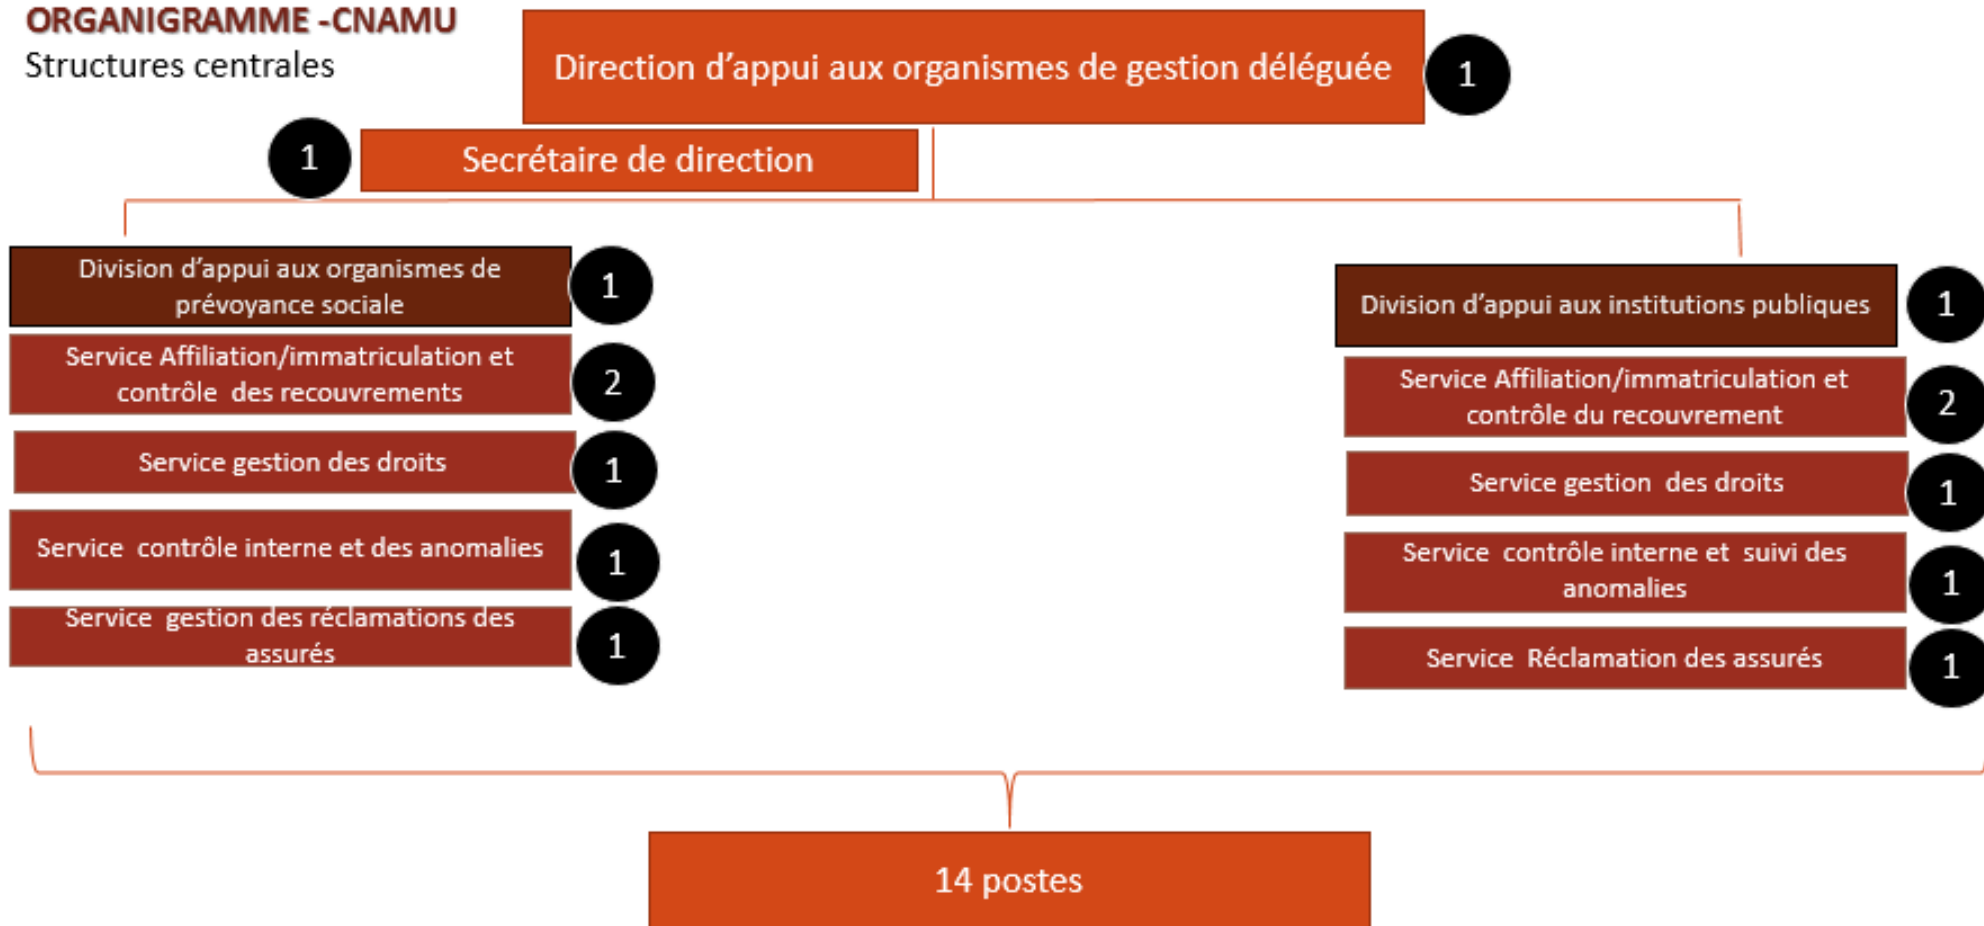 ORGANIGRAMME -CNAMU
Structures centrales
Direction d’appui aux organismes de gestion déléguée
1
1
Secrétaire de direction
Division d’appui aux organismes de
prévoyance sociale
1
Service Affiliation/immatriculation et
contrôle  des recouvrements
2
Service gestion des droits
1
Service  contrôle interne et des anomalies
1
Service  gestion des réclamations des
assurés
1
Division d’appui aux institutions publiques
1
Service Affiliation/immatriculation et
contrôle du recouvrement
2
Service gestion  des droits
1
Service  contrôle interne et  suivi des
anomalies
1
Service  Réclamation des assurés
1
14 postes